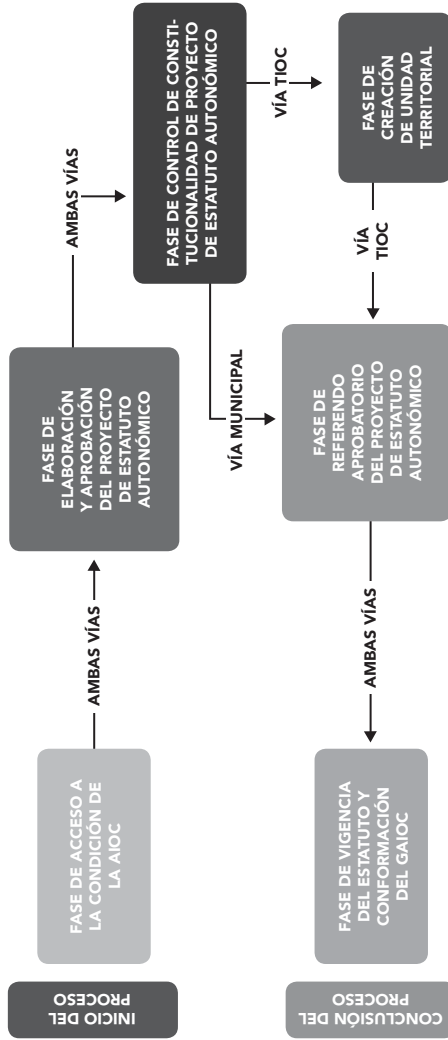 INICIO DEL
PROCESO
FASE DE ACCESO A
LA CONDICIÓN DE
LA AIOC
AMBAS VÍAS
FASE DE
ELABORACIÓN
Y APROBACIÓN
DEL PROYECTO
DE ESTATUTO
AUTONÓMICO
AMBAS VÍAS
FASE DE CONTROL DE CONSTI-
TUCIONALIDAD DE PROYECTO
DE ESTATUTO AUTONÓMICO
VÍA MUNICIPAL
VÍA TIOC
FASE DE
CREACIÓN
DE UNIDAD
TERRITORIAL
VÍA
TIOC
FASE DE
REFERENDO
APROBATORIO
DEL PROYECTO
DE ESTATUTO
AUTONÓMICO
AMBAS VÍAS
FASE DE VIGENCIA
DEL ESTATUTO Y
CONFORMACIÓN
DEL GAIOC
CONCLUSIÓN DEL
PROCESO